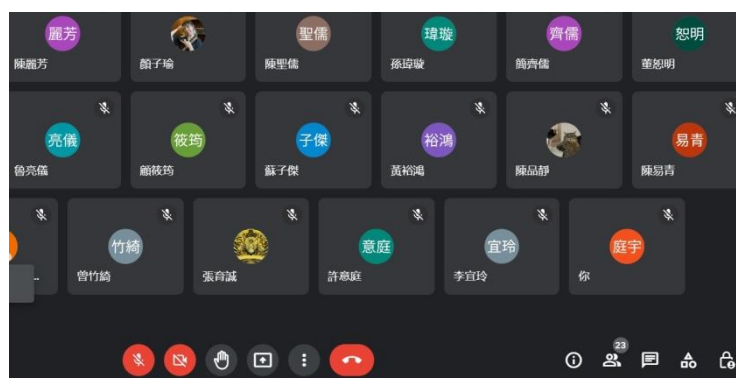 麗芳 聖儒 瑋璇 齊儒 恕明
陳麗芳 顏子瑜 陳聖儒 孫瑋璇 簡齊儒 董恕明
亮儀 筱筠 子傑 裕鴻 易青
魯亮儀 顧筱筠 蘇子傑 黃裕鴻 陳品靜 陳易青
竹綺 意庭 宜玲 庭宇
... 曾竹綺 張育誠 許意庭 李宜玲 你
23